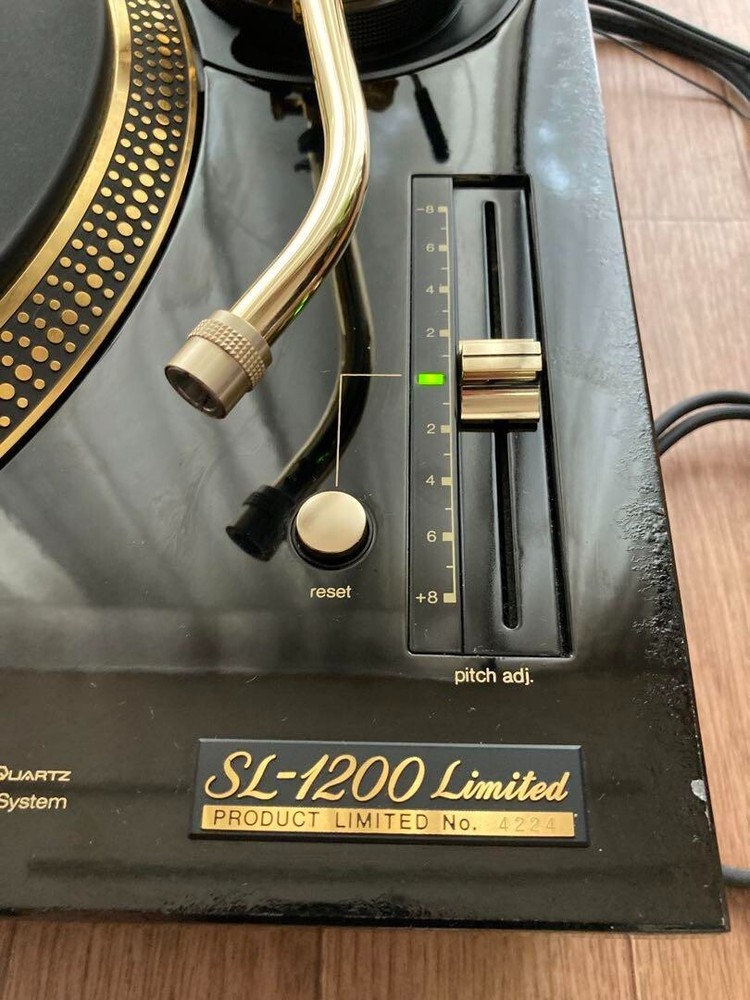 -8
6
4
2
2
4
6
+8
reset
pitch adj.
QUARTZ
System
SL-1200 Limited
PRODUCT LIMITED No. 4224